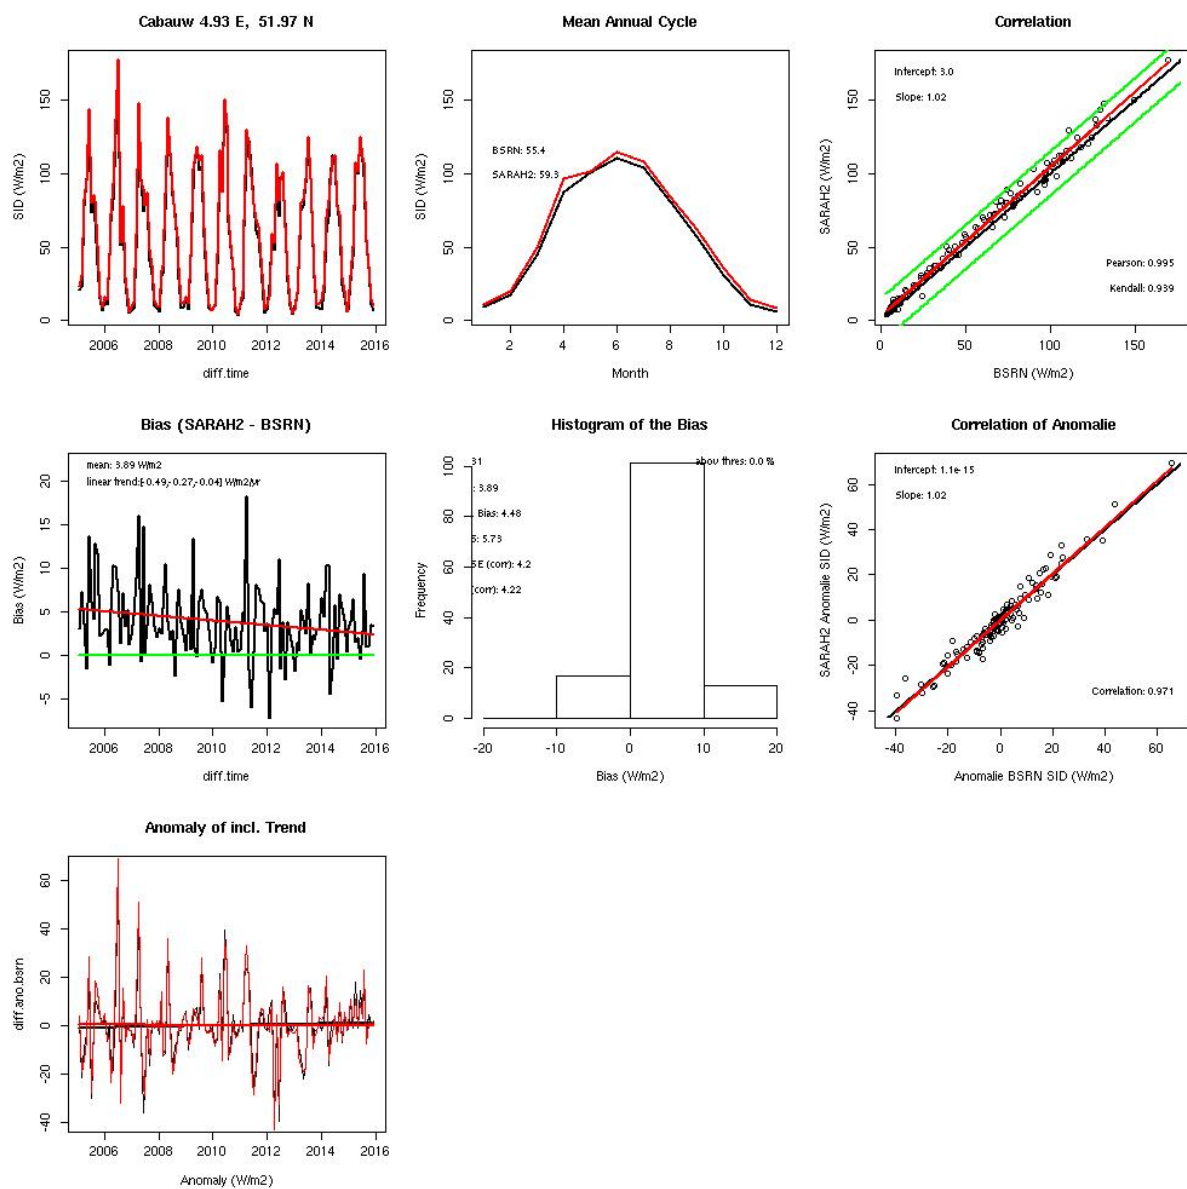 Cabauw 4.93 E, 51.97 N
SID (W/m2)
0
50
100
150
2006
2008
2010
2012
2014
2016
diff.time
Mean Annual Cycle
BSRN: 55.4
SARAH2: 59.3
SID (W/m2)
0
50
100
150
2
4
6
8
10
12
Month
Correlation
Intercept: 3.0
Slope: 1.02
Pearson: 0.995
Kendall: 0.939
SARAH2 (W/m2)
0
50
100
150
0
50
100
150
BSRN (W/m2)
Bias (SARAH2 - BSRN)
mean: 3.89 W/m2
linear trend:[-0.49,-0.27,-0.04] W/m2/yr
Bias (W/m2)
-5
0
5
10
15
20
2006
2008
2010
2012
2014
2016
diff.time
Histogram of the Bias
31
abov thres: 0.0 %
: 3.89
Bias: 4.48
S: 5.73
SE (corr): 4.2
(corr): 4.22
Frequency
0
20
40
60
80
100
-20
-10
0
10
20
Bias (W/m2)
Correlation of Anomalie
Intercept: 1.1e-15
Slope: 1.02
Correlation: 0.971
SARAH2 Anomalie SID (W/m2)
-40
-20
0
20
40
60
-40
-20
0
20
40
60
Anomalie BSRN SID (W/m2)
Anomaly of incl. Trend
diff.ano.bsrn
-40
-20
0
20
40
60
2006
2008
2010
2012
2014
2016
Anomaly (W/m2)